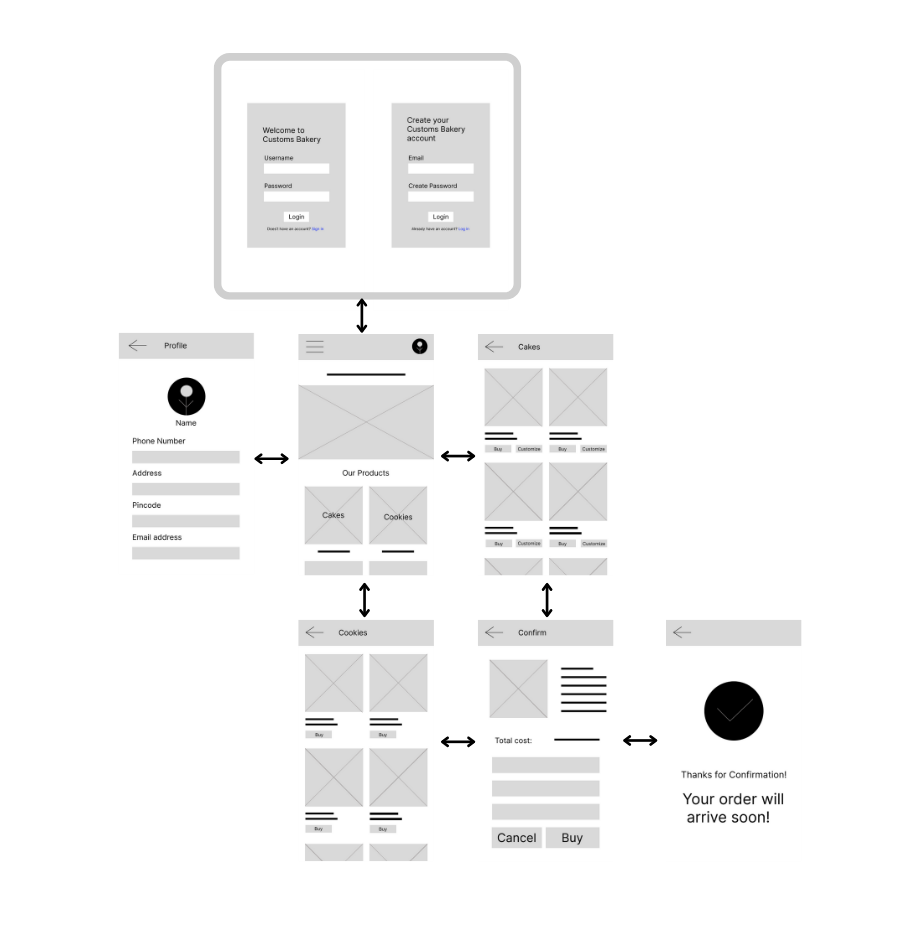 Welcome to
Customs Bakery
Username
Password
Login
Doesn't have an account? Sign in
Create your
Customs Bakery
account
Email
Create Password
Login
Already have an account? Log in
Profile
Name
Phone Number
Address
Pincode
Email address
Our Products
Cakes
Cookies
Cakes
Buy
Customize
Buy
Customize
Buy
Customize
Buy
Customize
Cookies
Buy
Buy
Buy
Buy
Confirm
Total cost:
Cancel
Buy
Thanks for Confirmation!
Your order will
arrive soon!